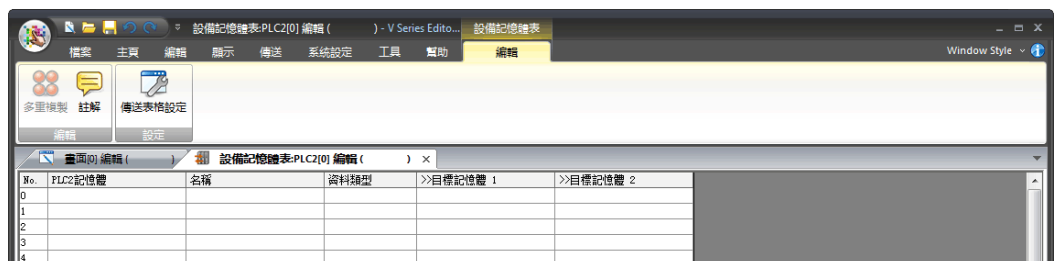 設備記憶體表:PLC2[0] 編輯 ( ) - V Series Edito... 設備記憶體表
檔案 主頁 編輯 顯示 傳送 系統設定 工具 幫助 編輯 Window Style
多重複製 註解 傳送表格設定
編輯 設定
畫面[0] 編輯 ( ) 設備記憶體表:PLC2[0] 編輯 ( ) ×
No. PLC2記憶體 名稱 資料類型 >>目標記憶體 1 >>目標記憶體 2
0
1
2
3
4